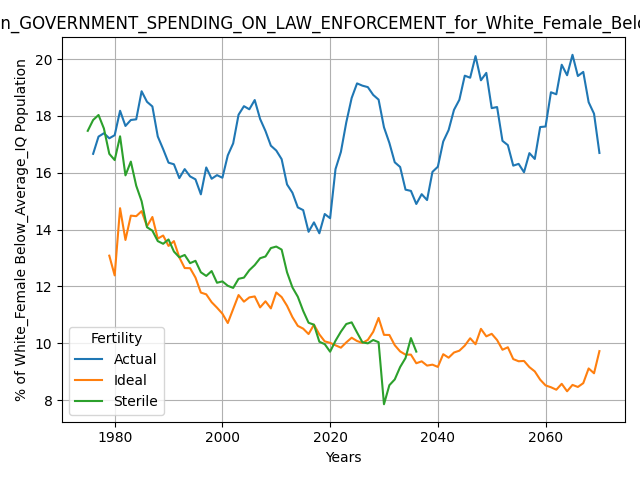 n_GOVERNMENT_SPENDING_ON_LAW_ENFORCEMENT_for_White_Female_Belo
% of White_Female Below_Average_IQ Population
20
18
16
14
12
10
8
Fertility
Actual
Ideal
Sterile
1980
2000
2020
2040
2060
Years